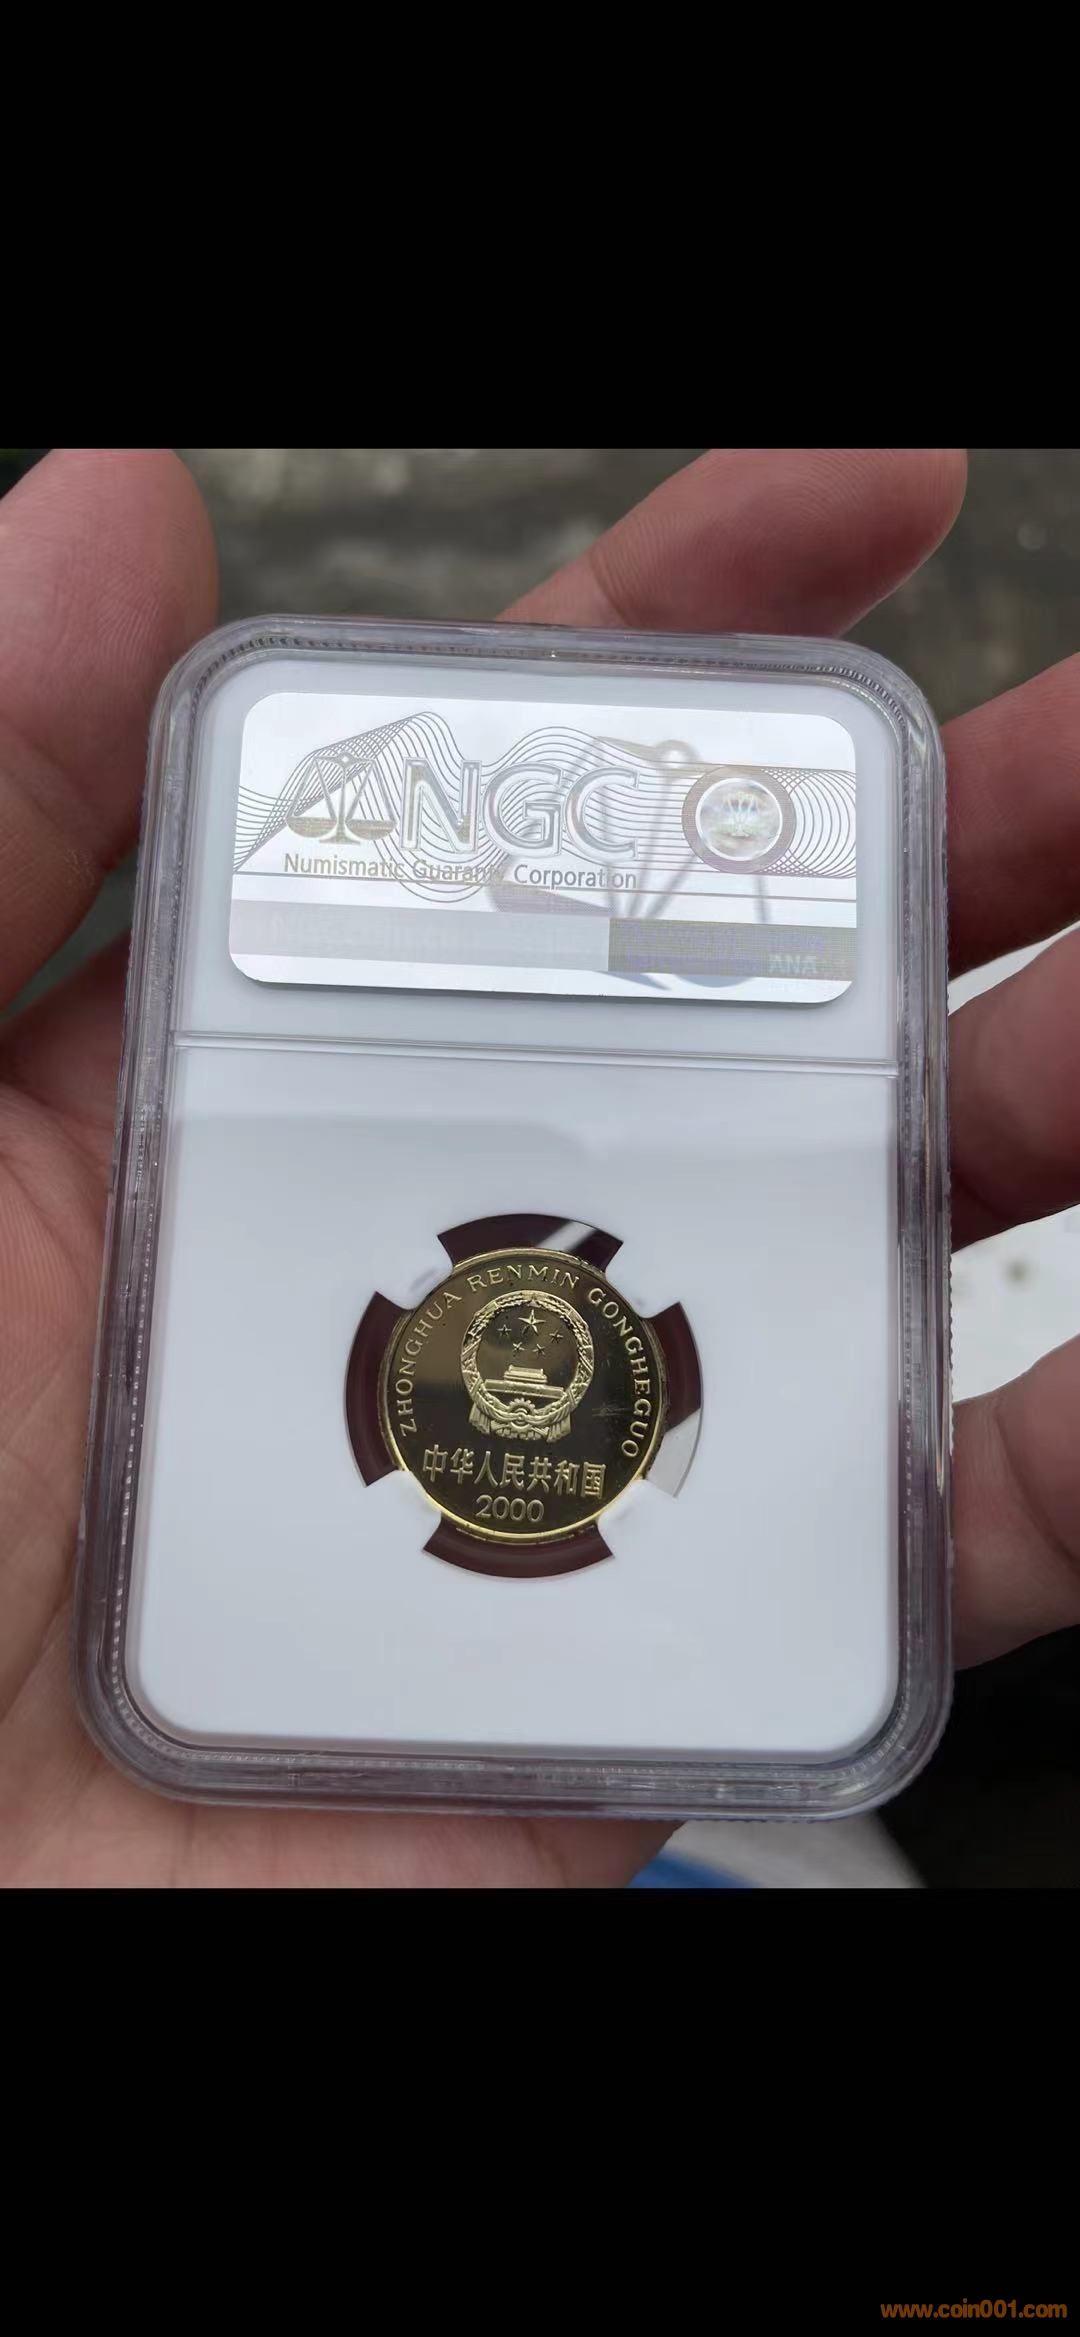 NGC
Numismatic Guaranty Corporation
ANA
ZHONGHUA RENMIN GONGHEGUO
中华人民共和国
2000
www.coin001.com